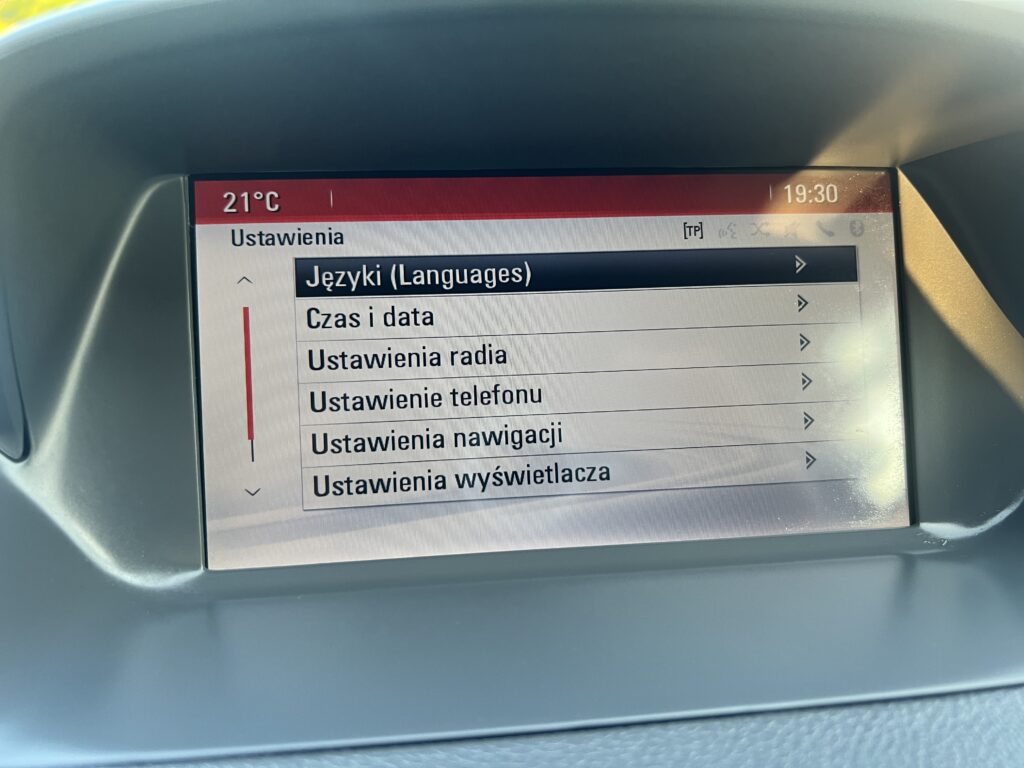 21°C 19:30
Ustawienia [TP]
Języki (Languages)
Czas i data
Ustawienia radia
Ustawienie telefonu
Ustawienia nawigacji
Ustawienia wyświetlacza